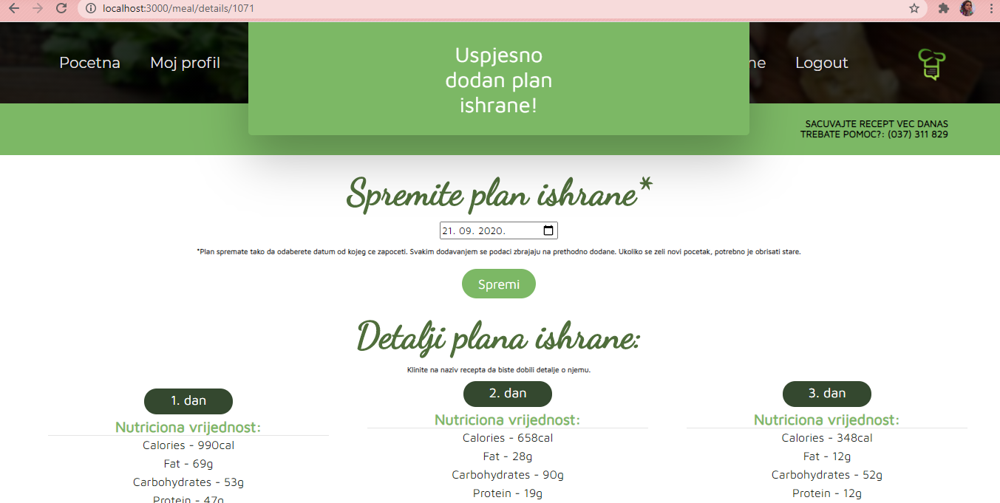 localhost:3000/meal/details/1071
Pocetna
Moj profil
Uspjesno
dodan plan
ishrane!
Logout
SACUVAJTE RECEPT VEC DANAS
TREBATE POMOC?: (037) 311 829
Spremite plan ishrane*
21. 09. 2020.
*Plan spremate tako da odaberete datum od kojeg ce zapoceti. Svakim dodavanjem se podaci zbrajaju na prethodno dodane. Ukoliko se zeli novi pocetak, potrebno je obrisati stare.
Spremi
Detalji plana ishrane:
Klinite na naziv recepta da biste dobili detalje o njemu.
1. dan
Nutriciona vrijednost:
Calories - 990cal
Fat - 69g
Carbohydrates - 53g
Protein - 47g
2. dan
Nutriciona vrijednost:
Calories - 658cal
Fat - 28g
Carbohydrates - 90g
Protein - 19g
3. dan
Nutriciona vrijednost:
Calories - 348cal
Fat - 12g
Carbohydrates - 52g
Protein - 12g